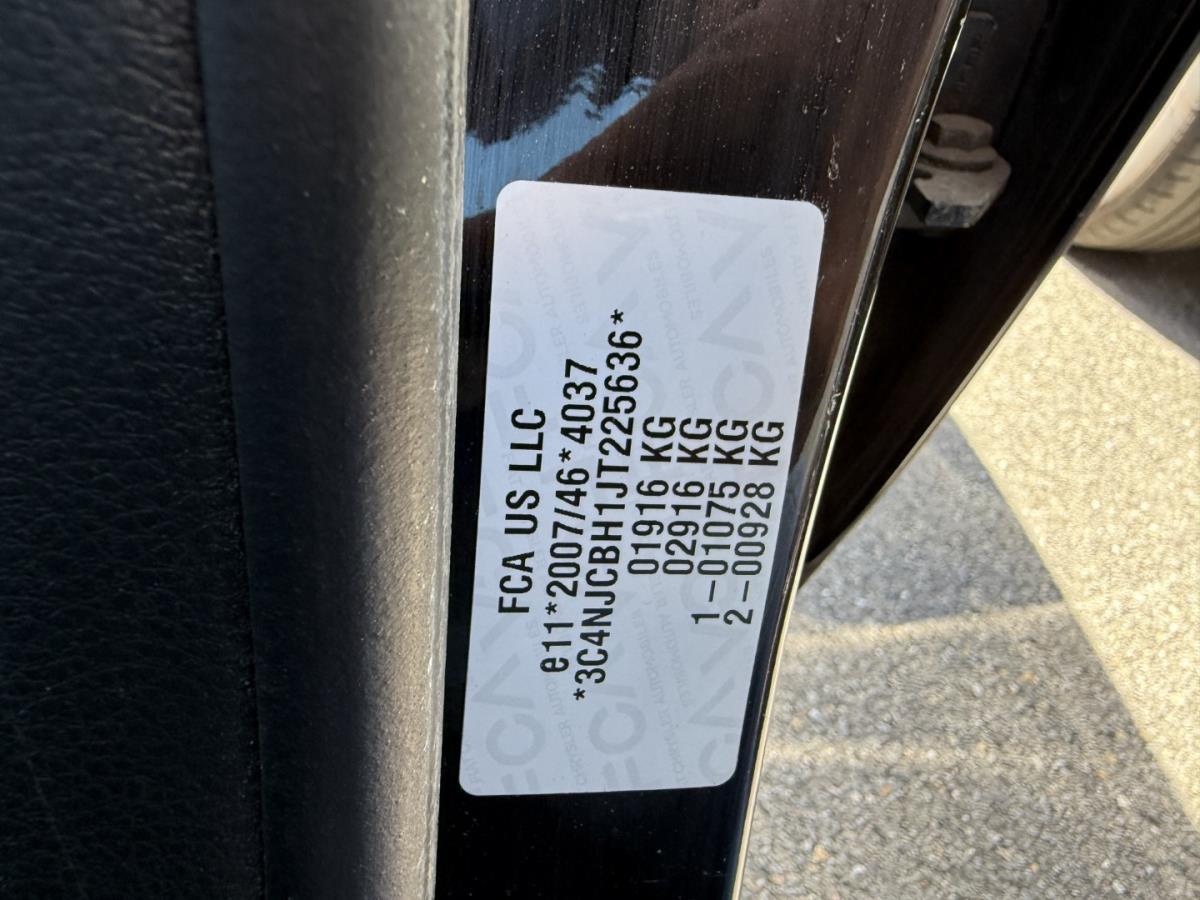 FCA US LLC
e11*2007/46*4037
*3C4NJCBH1JT225636*
01916 KG
02916 KG
1-01075 KG
2-00928 KG